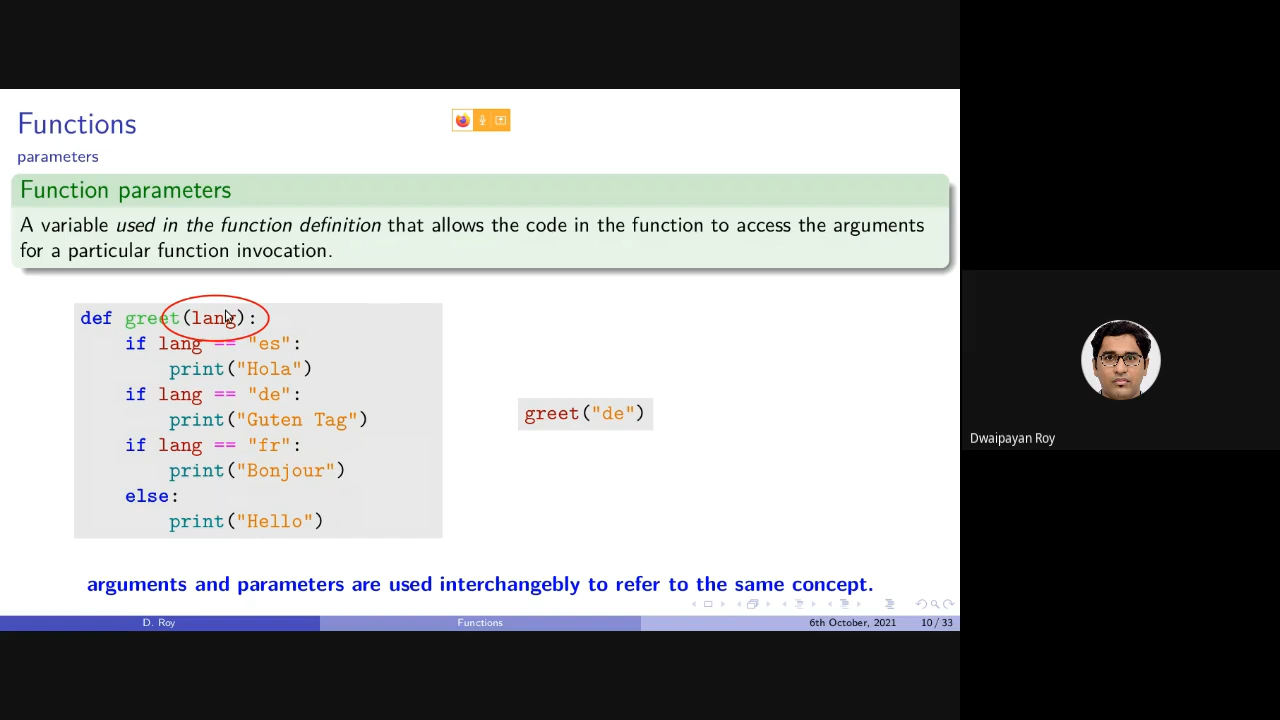 Functions
parameters
Function parameters
A variable used in the function definition that allows the code in the function to access the arguments
for a particular function invocation.
def greet(lang):
    if lang == "es":
        print("Hola")
    if lang == "de":
        print("Guten Tag")
    if lang == "fr":
        print("Bonjour")
    else:
        print("Hello")
greet("de")
arguments and parameters are used interchangebly to refer to the same concept.
D. Roy
Functions
6th October, 2021
10 / 33
Dwaipayan Roy